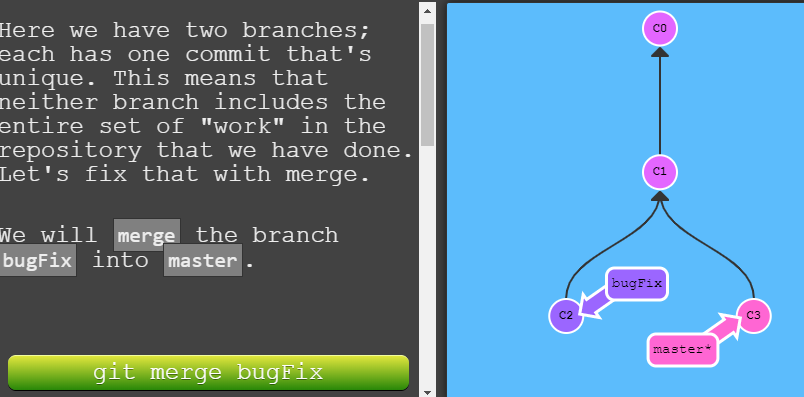 Here we have two branches;
each has one commit that's
unique. This means that
neither branch includes the
entire set of "work" in the
repository that we have done.
Let's fix that with merge.
We will merge the branch
bugFix into master.
git merge bugFix
C0
C1
bugFix
C2
C3
master*